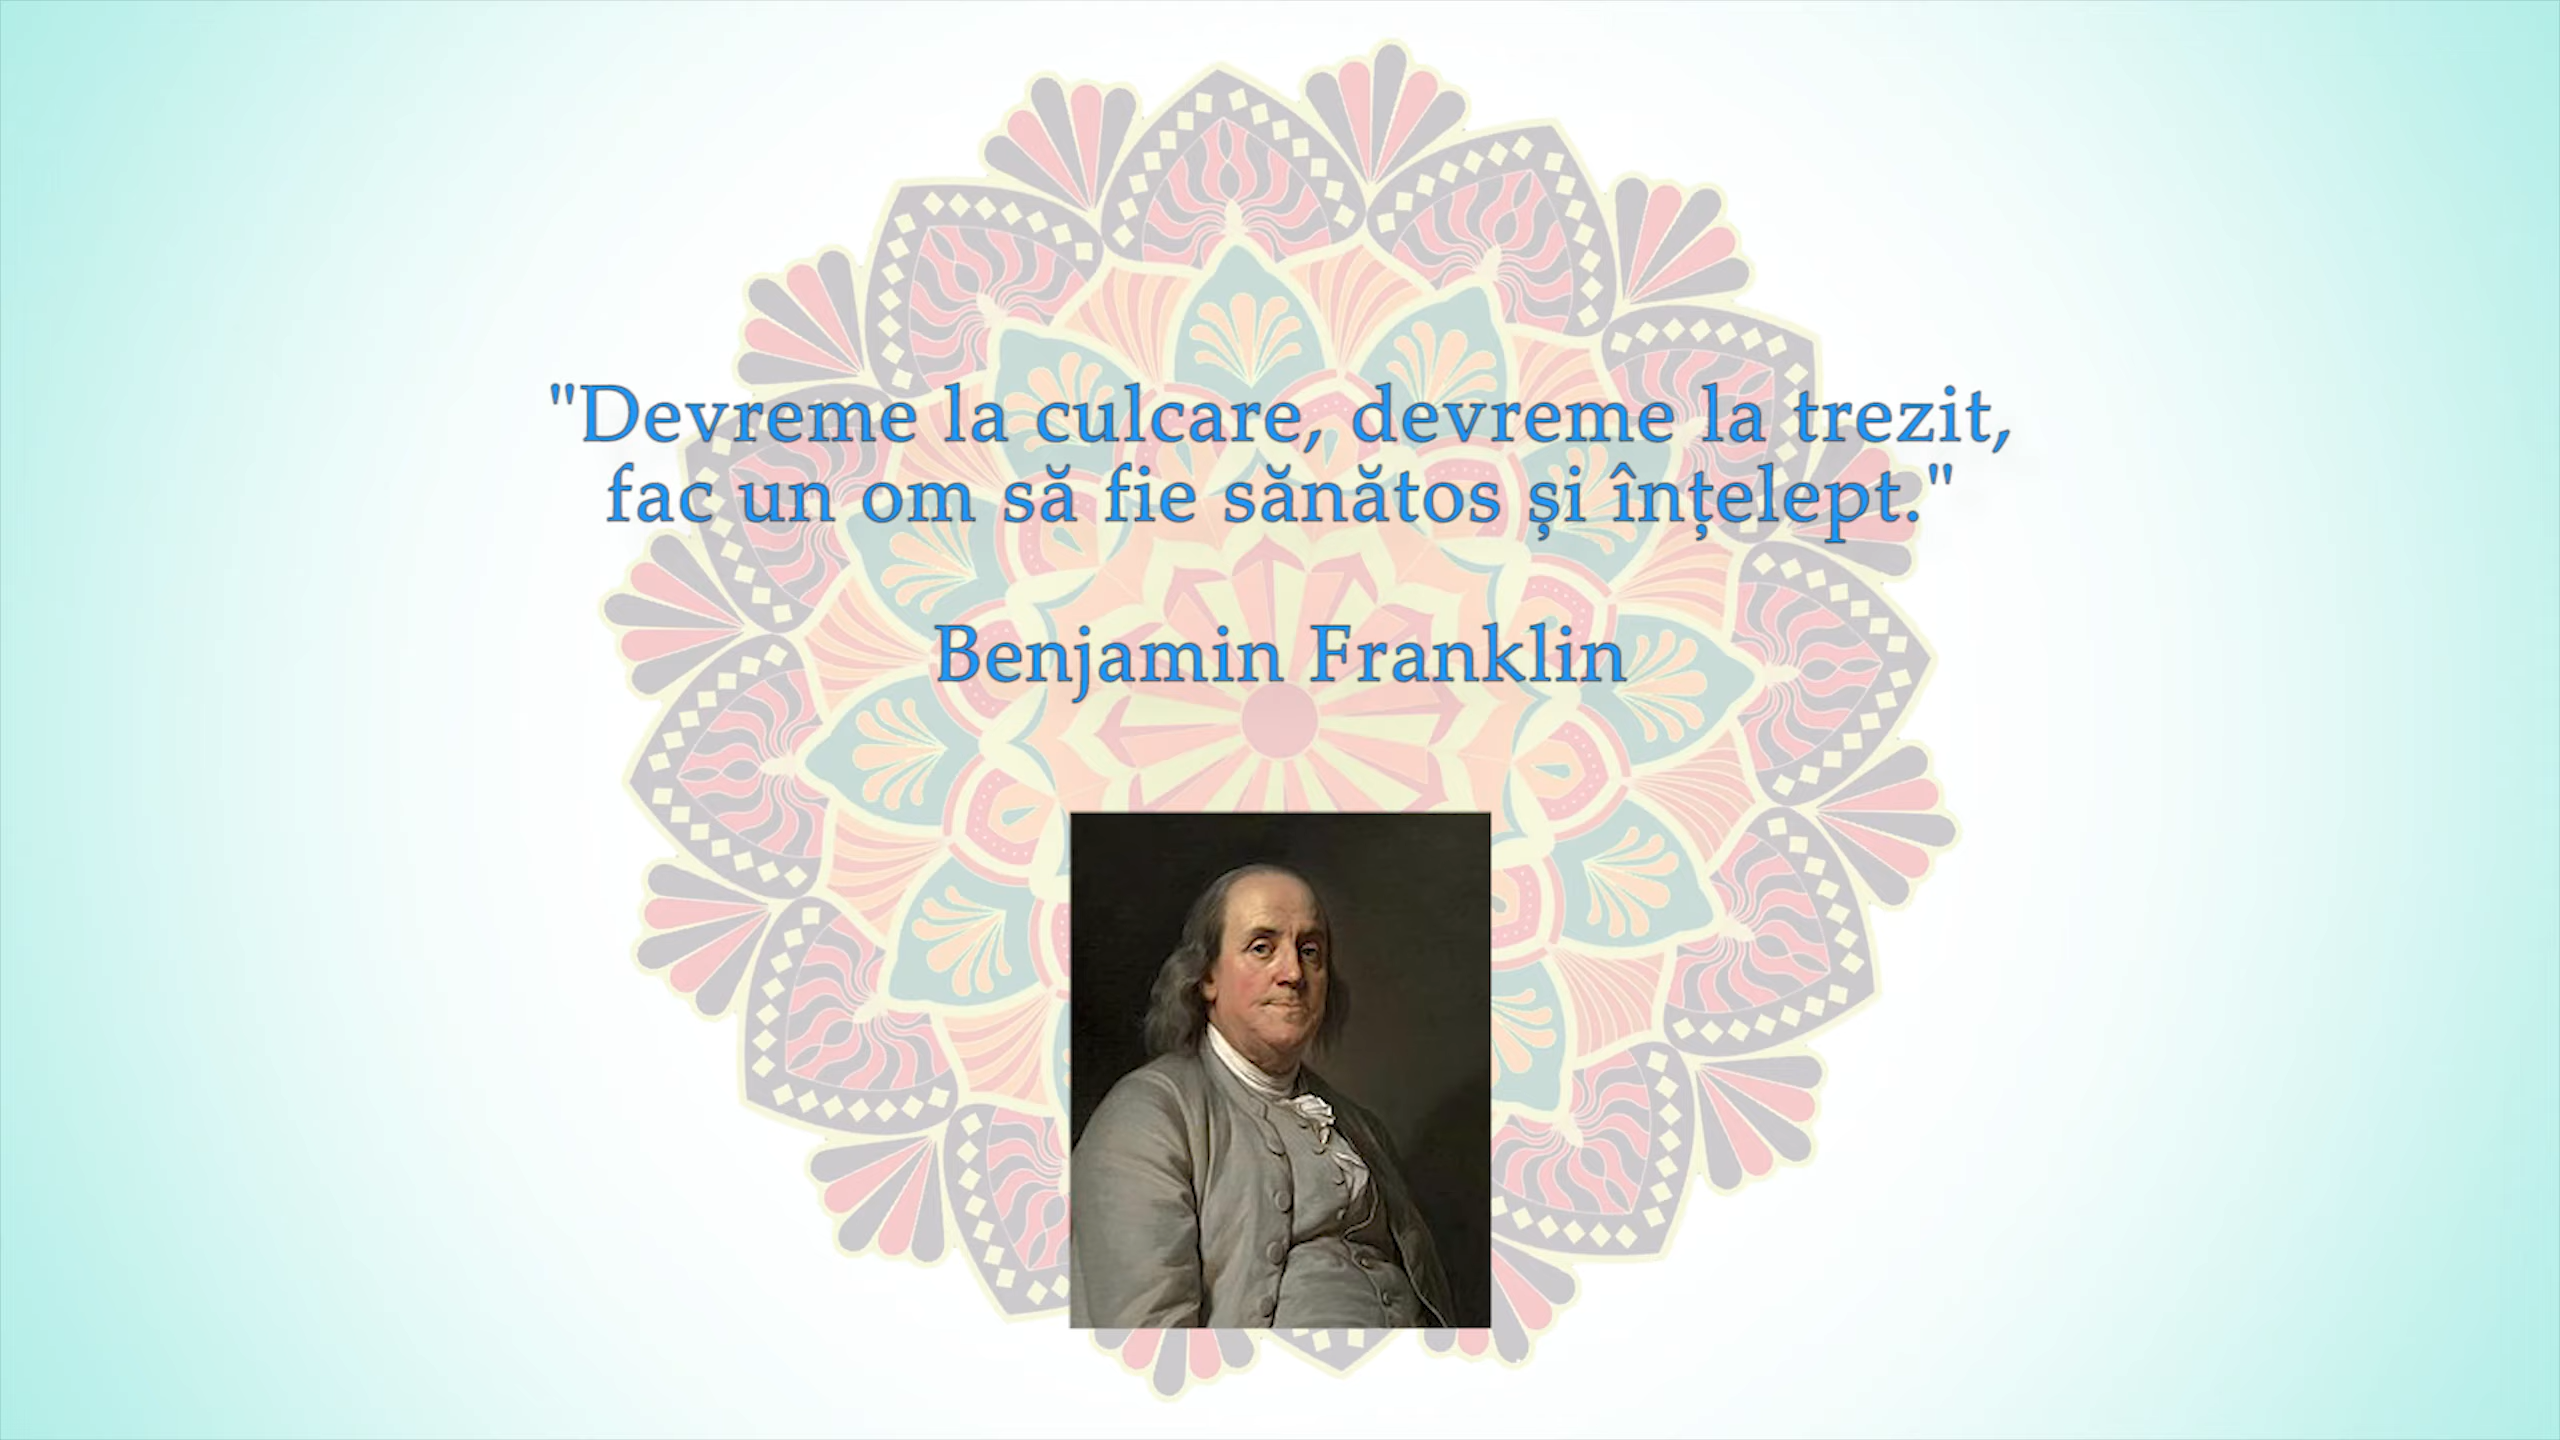 "Devreme la culcare, devreme la trezit,
fac un om să fie sănătos și înțelept."
Benjamin Franklin